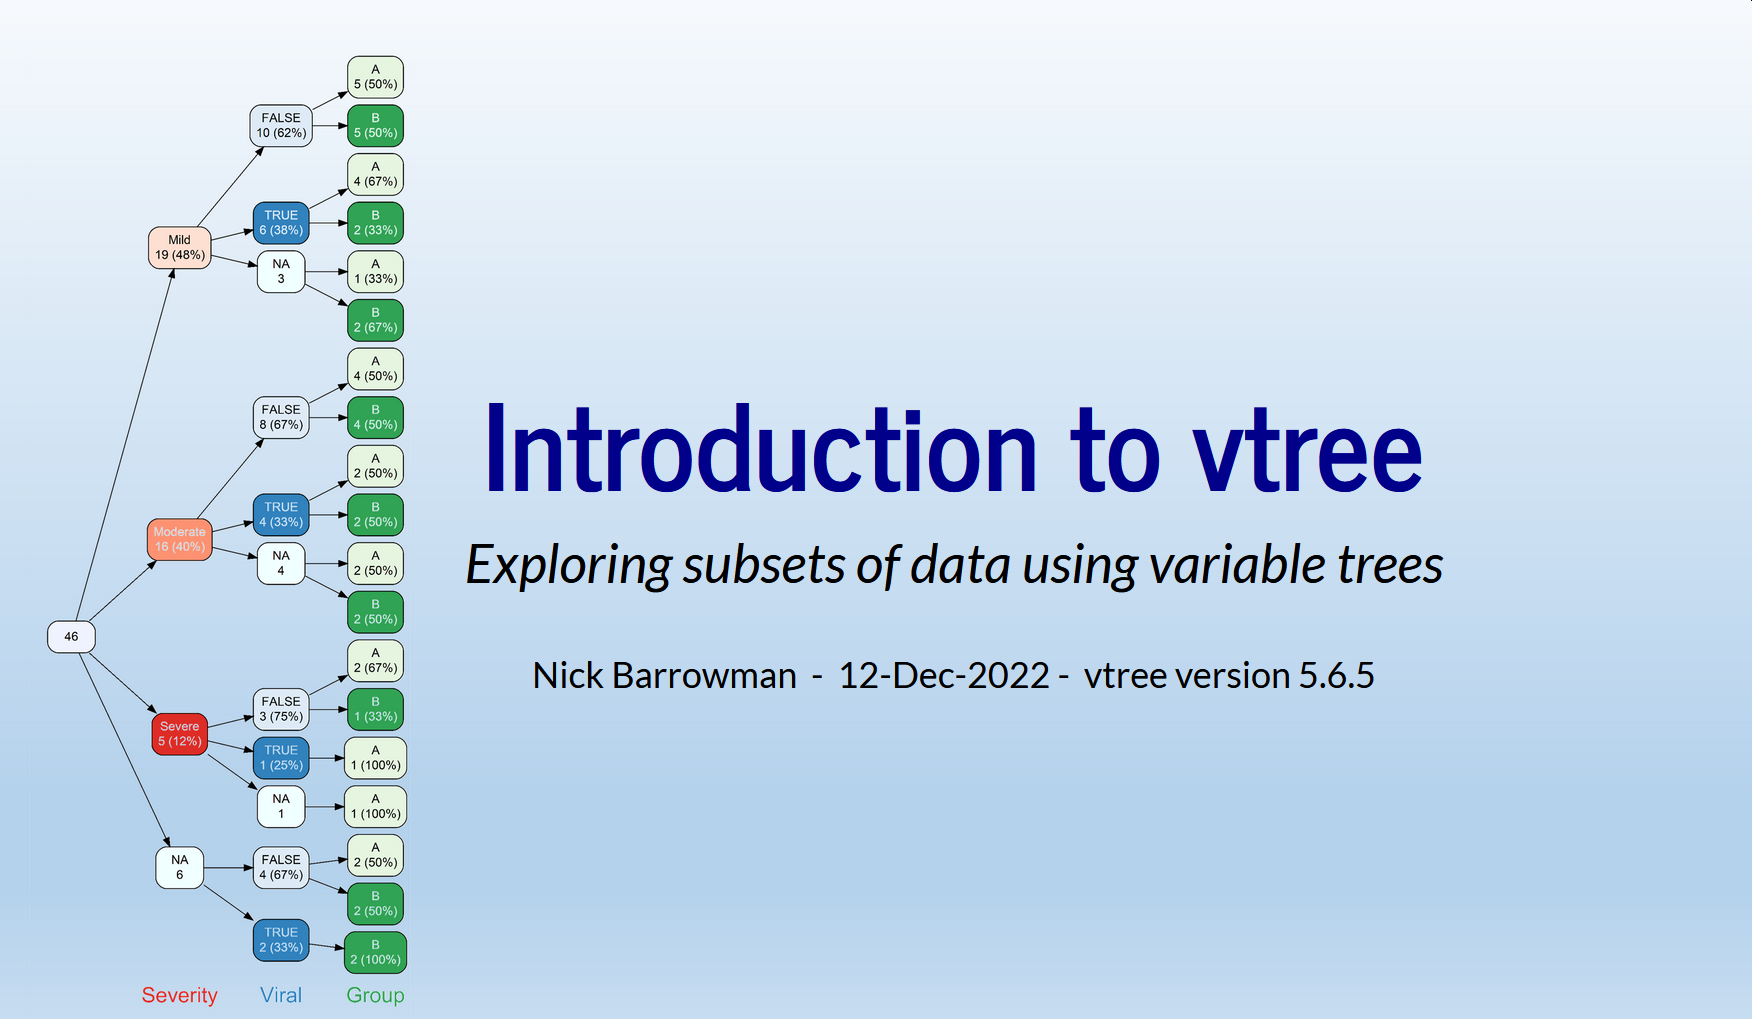 A
5 (50%)
FALSE
10 (62%)
B
5 (50%)
A
4 (67%)
TRUE
6 (38%)
B
2 (33%)
Mild
19 (48%)
NA
3
A
1 (33%)
B
2 (67%)
A
4 (50%)
FALSE
8 (67%)
B
4 (50%)
A
2 (50%)
TRUE
4 (33%)
B
2 (50%)
Moderate
16 (40%)
NA
4
A
2 (50%)
B
2 (50%)
46
A
2 (67%)
FALSE
3 (75%)
B
1 (33%)
Severe
5 (12%)
TRUE
1 (25%)
A
1 (100%)
NA
1
A
1 (100%)
NA
6
FALSE
4 (67%)
A
2 (50%)
B
2 (50%)
TRUE
2 (33%)
B
2 (100%)
Severity Viral Group
Introduction to vtree
Exploring subsets of data using variable trees
Nick Barrowman - 12-Dec-2022 - vtree version 5.6.5